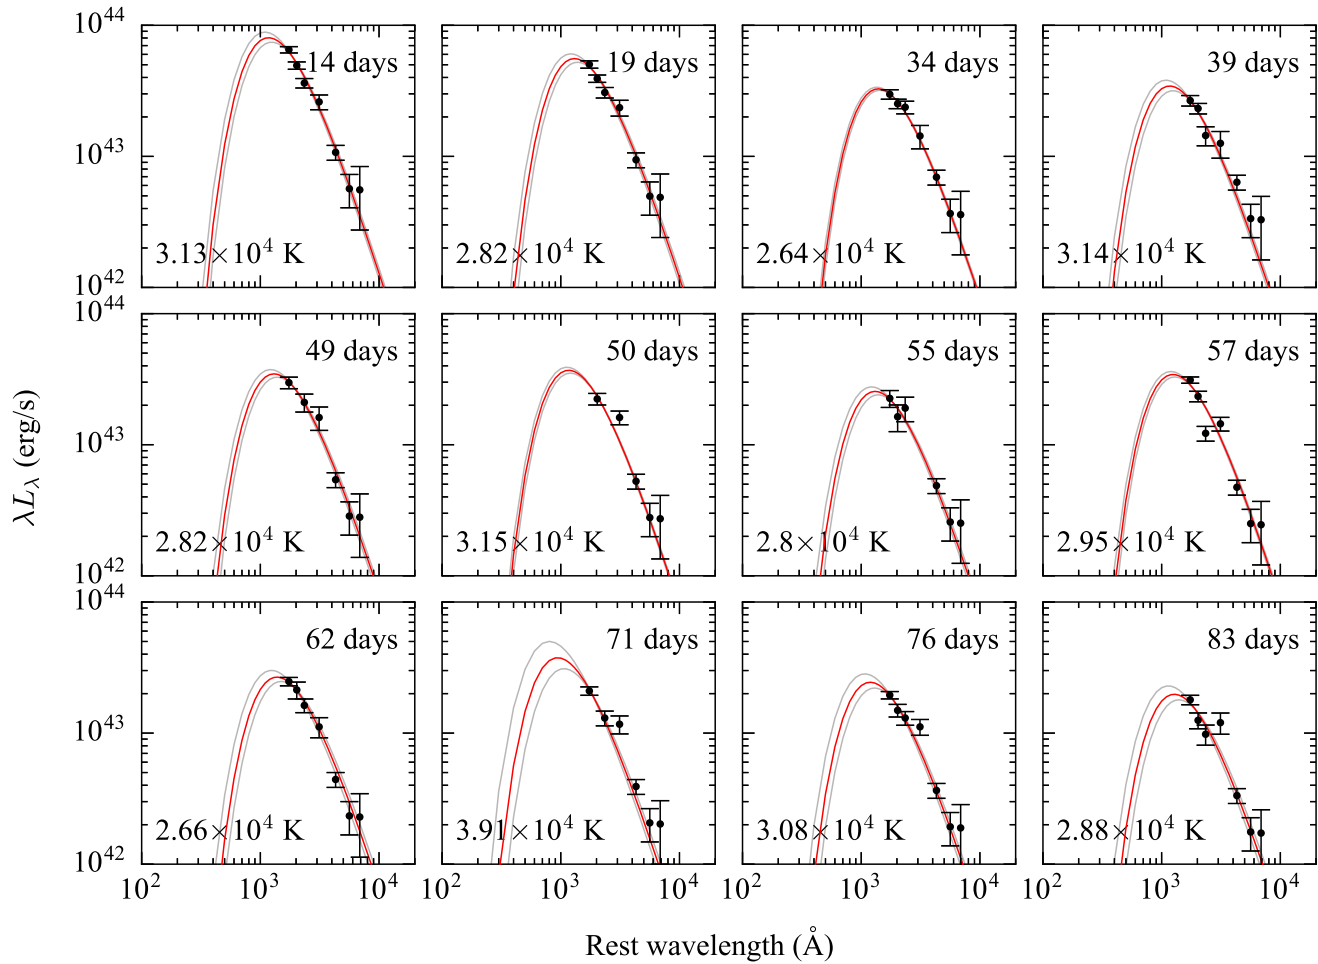 10^44
14 days
19 days
34 days
39 days
10^43
3.13×10^4 K
2.82×10^4 K
2.64×10^4 K
3.14×10^4 K
10^42
10^44
49 days
50 days
55 days
57 days
λL_λ (erg/s)
10^43
2.82×10^4 K
3.15×10^4 K
2.8×10^4 K
2.95×10^4 K
10^42
10^44
62 days
71 days
76 days
83 days
10^43
2.66×10^4 K
3.91×10^4 K
3.08×10^4 K
2.88×10^4 K
10^42
10^2 10^3 10^4 10^2 10^3 10^4 10^2 10^3 10^4 10^2 10^3 10^4
Rest wavelength (Å)